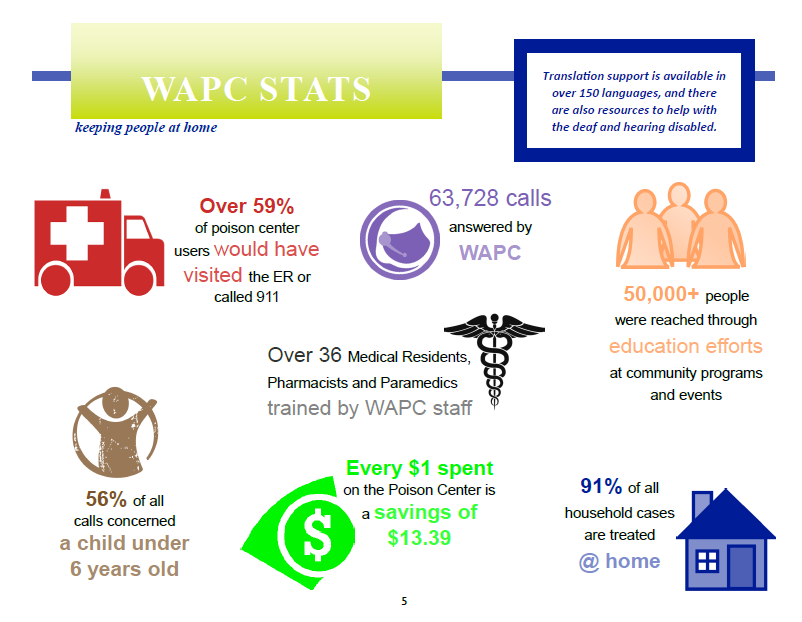 WAPC STATS
keeping people at home
Translation support is available in
over 150 languages, and there
are also resources to help with
the deaf and hearing disabled.
Over 59%
of poison center
users would have
visited the ER or
called 911
63,728 calls
answered by
WAPC
50,000+ people
were reached through
education efforts
at community programs
and events
Over 36 Medical Residents,
Pharmacists and Paramedics
trained by WAPC staff
56% of all
calls concerned
a child under
6 years old
Every $1 spent
on the Poison Center is
a savings of
$13.39
$
91% of all
household cases
are treated
@ home
5